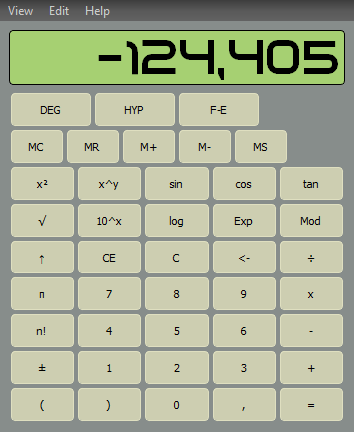 View Edit Help
-124,405
DEG HYP F-E
MC MR M+ M- MS
x² x^y sin cos tan
√ 10^x log Exp Mod
↑ CE C <- ÷
π 7 8 9 x
n! 4 5 6 -
± 1 2 3 +
( ) 0 , =